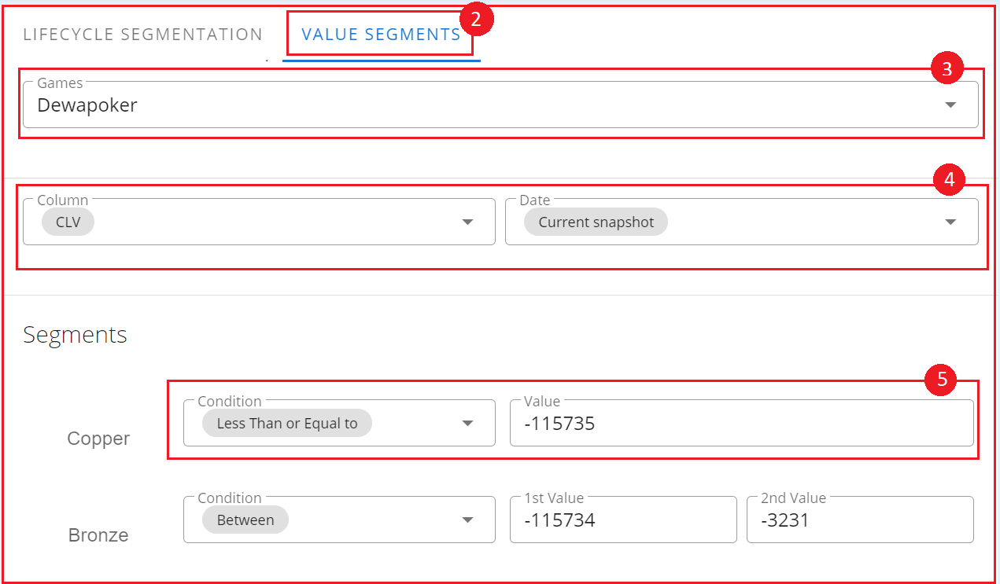 LIFECYCLE SEGMENTATION VALUE SEGMENTS 2
3
Games
Dewapoker
4
Column Date
CLV Current snapshot
Segments
5
Condition Value
Less Than or Equal to -115735
Copper
Condition 1st Value 2nd Value
Between -115734 -3231
Bronze